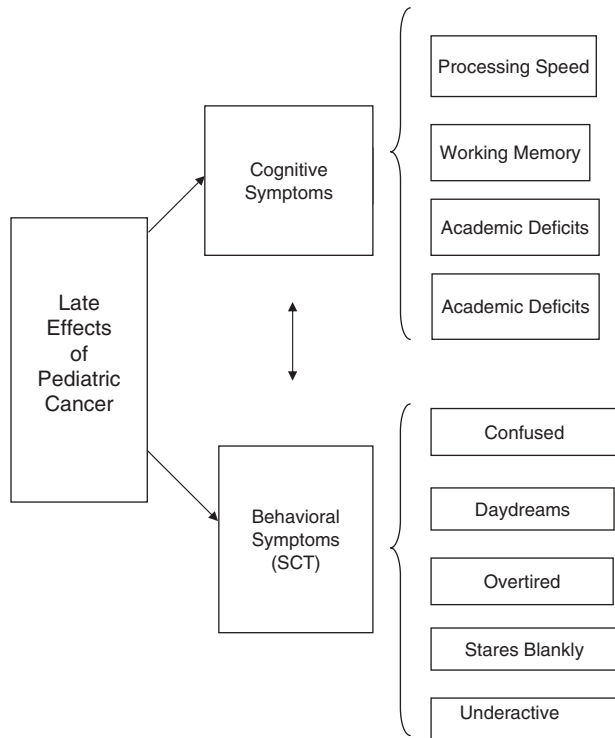 Late
Effects
of
Pediatric
Cancer
Cognitive
Symptoms
Processing Speed
Working Memory
Academic Deficits
Academic Deficits
Behavioral
Symptoms
(SCT)
Confused
Daydreams
Overtired
Stares Blankly
Underactive